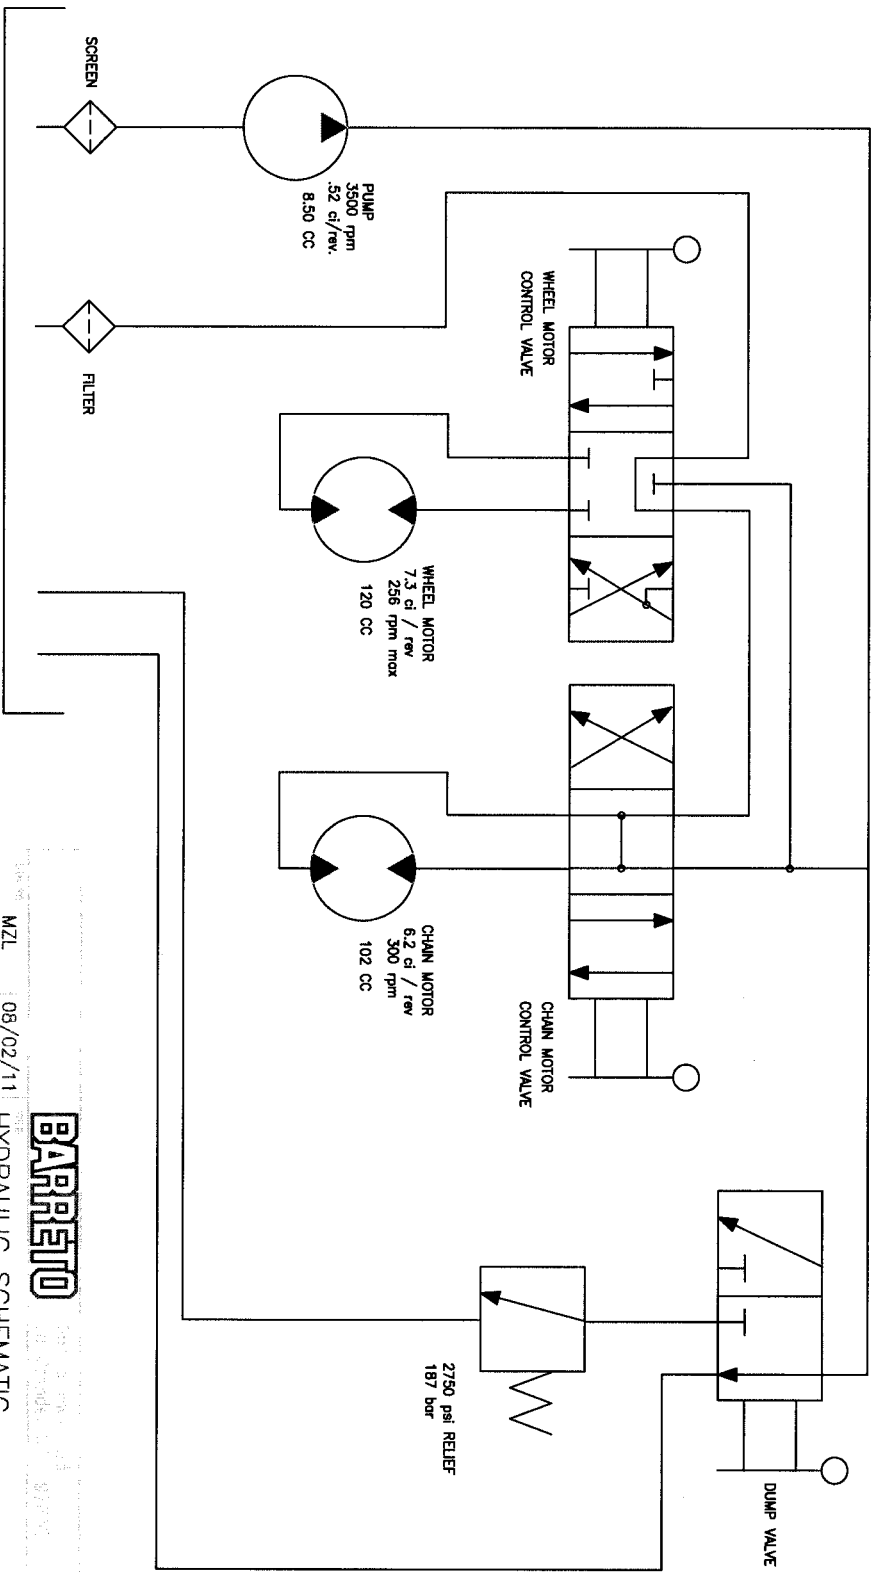 SCREEN
PUMP
3500 rpm
.52 ci/rev.
8.50 CC
FILTER
WHEEL MOTOR
CONTROL VALVE
WHEEL MOTOR
7.3 ci / rev
256 rpm max
120 CC
CHAIN MOTOR
6.2 ci / rev
300 rpm
102 CC
CHAIN MOTOR
CONTROL VALVE
2750 psi RELIEF
187 bar
DUMP VALVE
BARRETO
MZL
08/02/11
HYDRAULIC SCHEMATIC